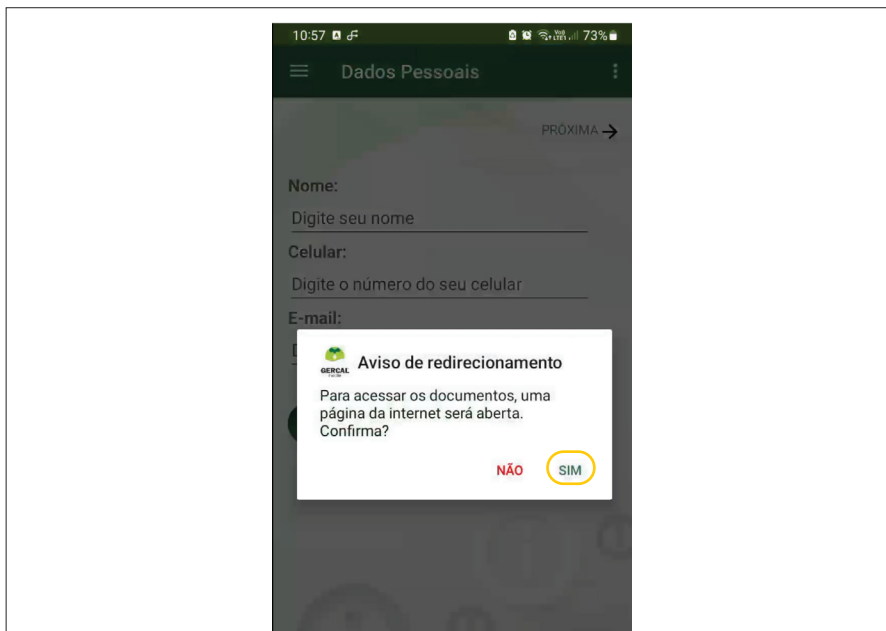 10:57 73%
Dados Pessoais
PRÓXIMA
Nome:
Digite seu nome
Celular:
Digite o número do seu celular
E-mail:
Aviso de redirecionamento
GERCAL
Para acessar os documentos, uma
página da internet será aberta.
Confirma?
NÃO SIM